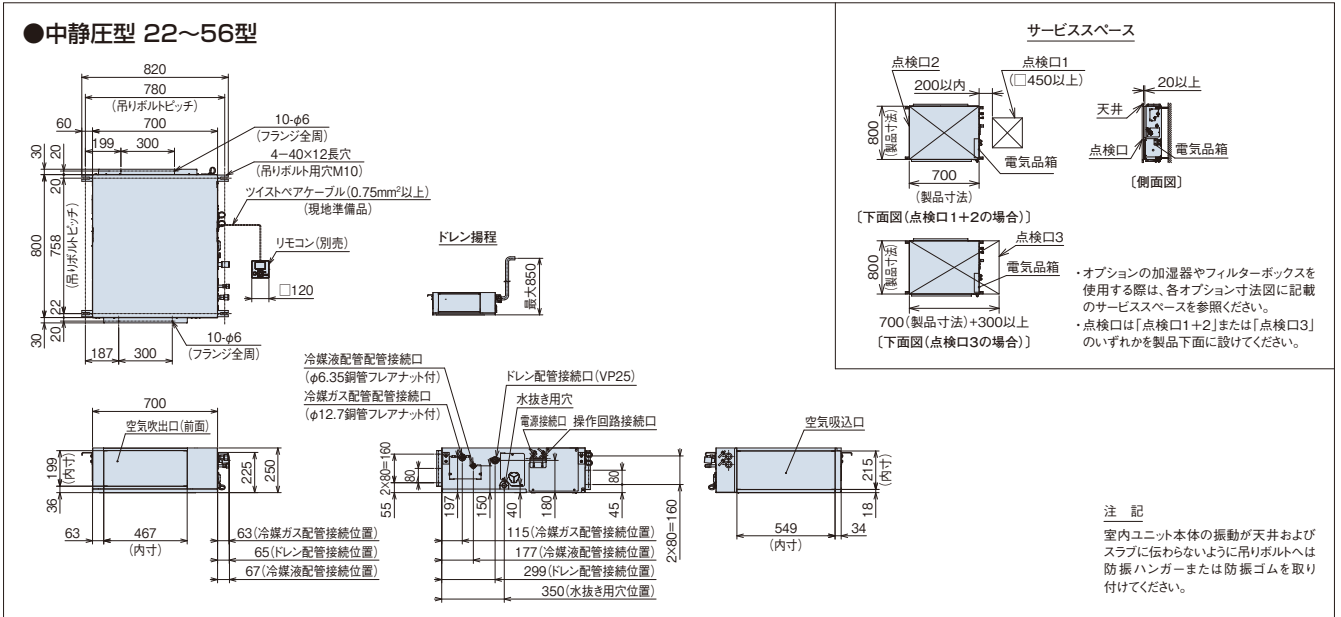 ●中静圧型 22〜56型
820
780
(吊りボルトピッチ)
60
700
10-φ6
(フランジ全周)
199
300
30
20
4−40×12長穴
(吊りボルト用穴M10)
20
ツイストペアケーブル(0.75mm²以上)
(現地準備品)
800
758
(吊りボルトピッチ)
リモコン(別売)
□120
22
20
30
187
300
10-φ6
(フランジ全周)
ドレン揚程
最大850
サービススペース
点検口2
200以内
点検口1
(□450以上)
800
(製品寸法)
電気品箱
700
(製品寸法)
〔下面図(点検口1+2の場合)〕
20以上
天井
点検口
電気品箱
〔側面図〕
点検口3
800
(製品寸法)
電気品箱
700(製品寸法)+300以上
〔下面図(点検口3の場合)〕
・オプションの加湿器やフィルターボックスを
使用する際は、各オプション寸法図に記載
のサービススペースを参照ください。
・点検口は「点検口1+2」または「点検口3」
のいずれかを製品下面に設けてください。
700
空気吹出口(前面)
199
(内寸)
36
225
250
63
467
(内寸)
63(冷媒ガス配管接続位置)
65(ドレン配管接続位置)
67(冷媒液配管接続位置)
冷媒液配管配管接続口
(φ6.35銅管フレアナット付)
冷媒ガス配管配管接続口
(φ12.7銅管フレアナット付)
ドレン配管接続口(VP25)
水抜き用穴
電源接続口
操作回路接続口
2×80=160
80
55
197
150
40
180
80
45
2×80=160
115(冷媒ガス配管接続位置)
177(冷媒液配管接続位置)
299(ドレン配管接続位置)
350(水抜き用穴位置)
空気吸込口
215
(内寸)
18
549
(内寸)
34
注 記
室内ユニット本体の振動が天井および
スラブに伝わらないように吊りボルトへは
防振ハンガーまたは防振ゴムを取り
付けてください。